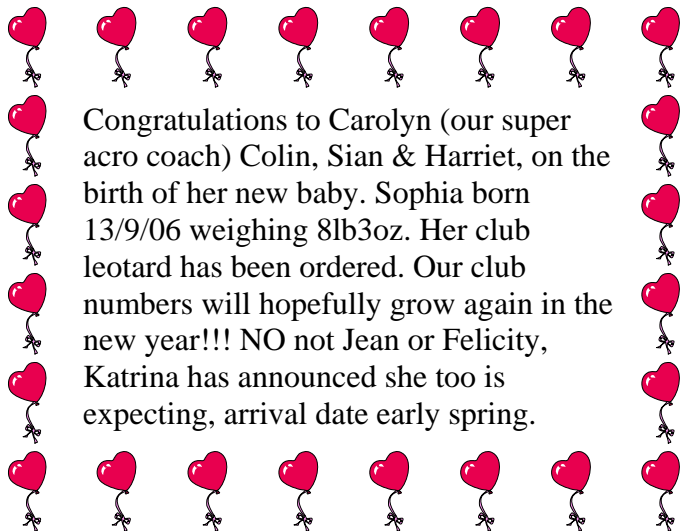 Congratulations to Carolyn (our super
acro coach) Colin, Sian & Harriet, on the
birth of her new baby. Sophia born
13/9/06 weighing 8lb3oz. Her club
leotard has been ordered. Our club
numbers will hopefully grow again in the
new year!!! NO not Jean or Felicity,
Katrina has announced she too is
expecting, arrival date early spring.